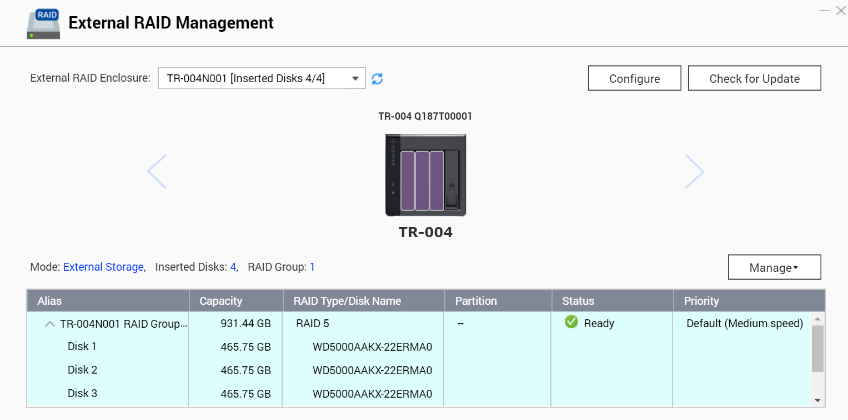 RAID External RAID Management
External RAID Enclosure: TR-004N001 [Inserted Disks 4/4] Configure Check for Update
TR-004 Q187T00001
TR-004
Mode: External Storage, Inserted Disks: 4, RAID Group: 1 Manage
Alias Capacity RAID Type/Disk Name Partition Status Priority
TR-004N001 RAID Group... 931.44 GB RAID 5 -- Ready Default (Medium speed)
Disk 1 465.75 GB WD5000AAKX-22ERMA0
Disk 2 465.75 GB WD5000AAKX-22ERMA0
Disk 3 465.75 GB WD5000AAKX-22ERMA0